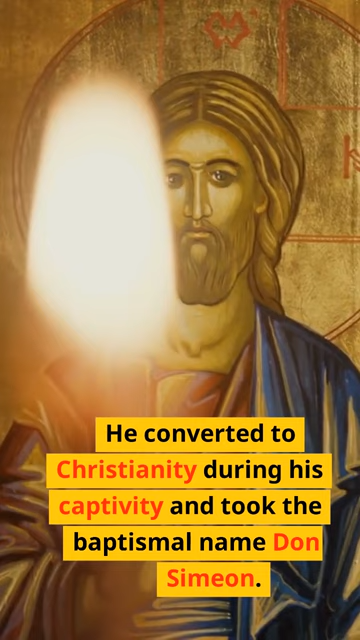 He converted to
Christianity during his
captivity and took the
baptismal name Don
Simeon.